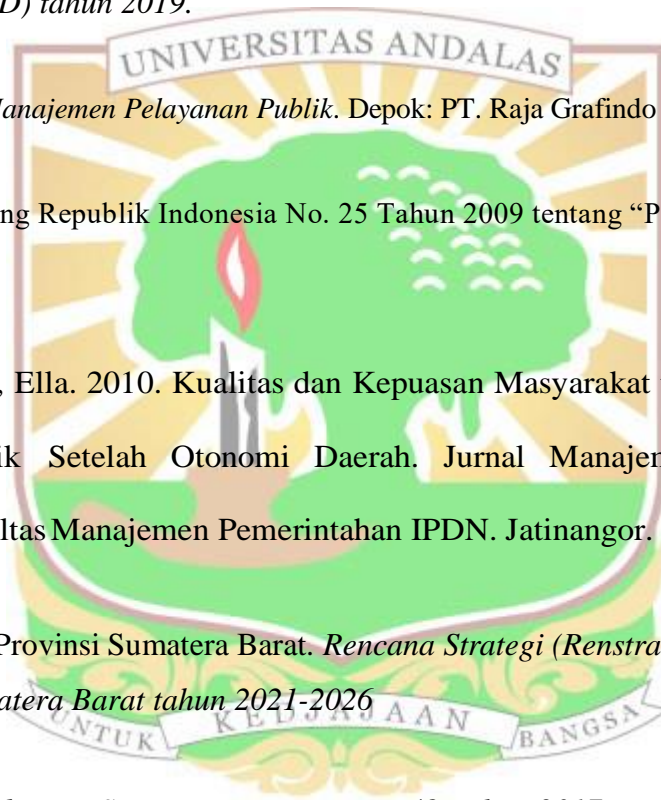 D) tahun 2019.
UNIVERSITAS ANDALAS
Manajemen Pelayanan Publik. Depok: PT. Raja Grafindo
ng Republik Indonesia No. 25 Tahun 2009 tentang “P
, Ella. 2010. Kualitas dan Kepuasan Masyarakat
ik Setelah Otonomi Daerah. Jurnal Manajem
ltas Manajemen Pemerintahan IPDN. Jatinangor.
Provinsi Sumatera Barat. Rencana Strategi (Renstra
atera Barat tahun 2021-2026
UNTUK KEDJAJAAN BANGSA